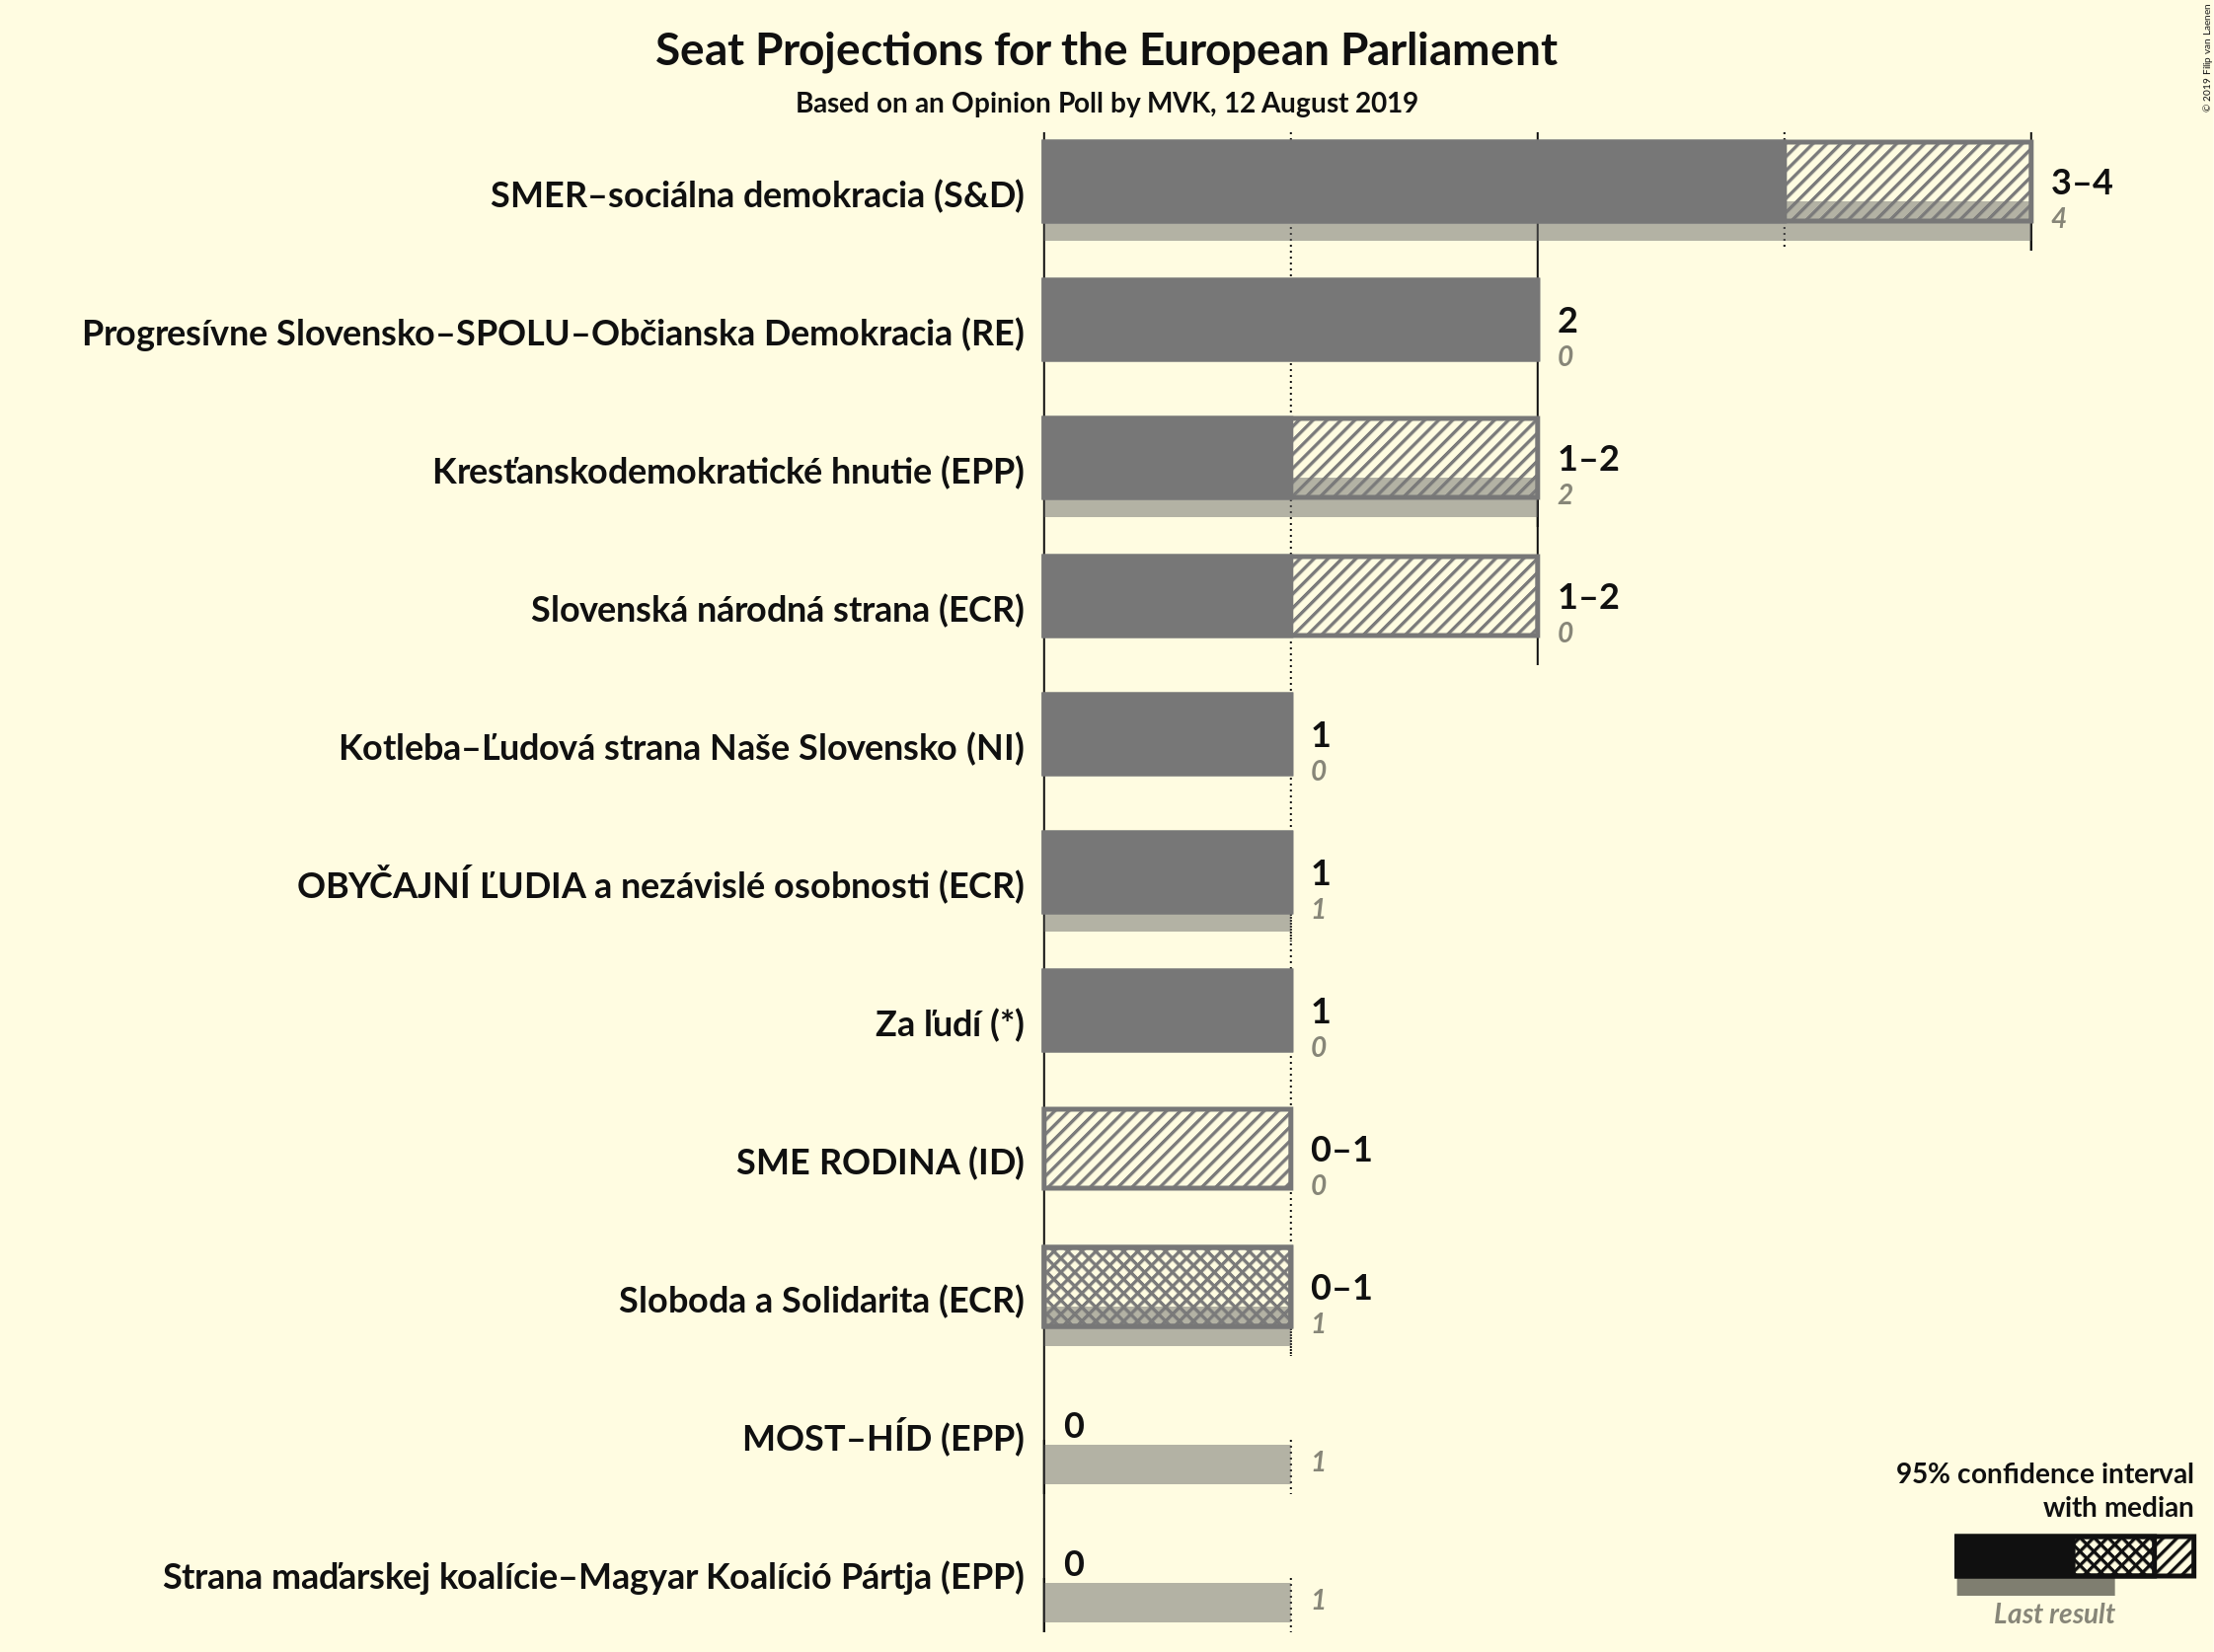 Seat Projections for the European Parliament
Based on an Opinion Poll by MVK, 12 August 2019
© 2019 Filip van Laenen
SMER–sociálna demokracia (S&D)
3–4
4
Progresívne Slovensko–SPOLU–Občianska Demokracia (RE)
2
0
Kresťanskodemokratické hnutie (EPP)
1–2
2
Slovenská národná strana (ECR)
1–2
0
Kotleba–Ľudová strana Naše Slovensko (NI)
1
0
OBYČAJNÍ ĽUDIA a nezávislé osobnosti (ECR)
1
1
Za ľudí (*)
1
0
SME RODINA (ID)
0–1
0
Sloboda a Solidarita (ECR)
0–1
1
MOST–HÍD (EPP)
0
1
Strana maďarskej koalície–Magyar Koalíció Pártja (EPP)
0
1
95% confidence interval
with median
Last result